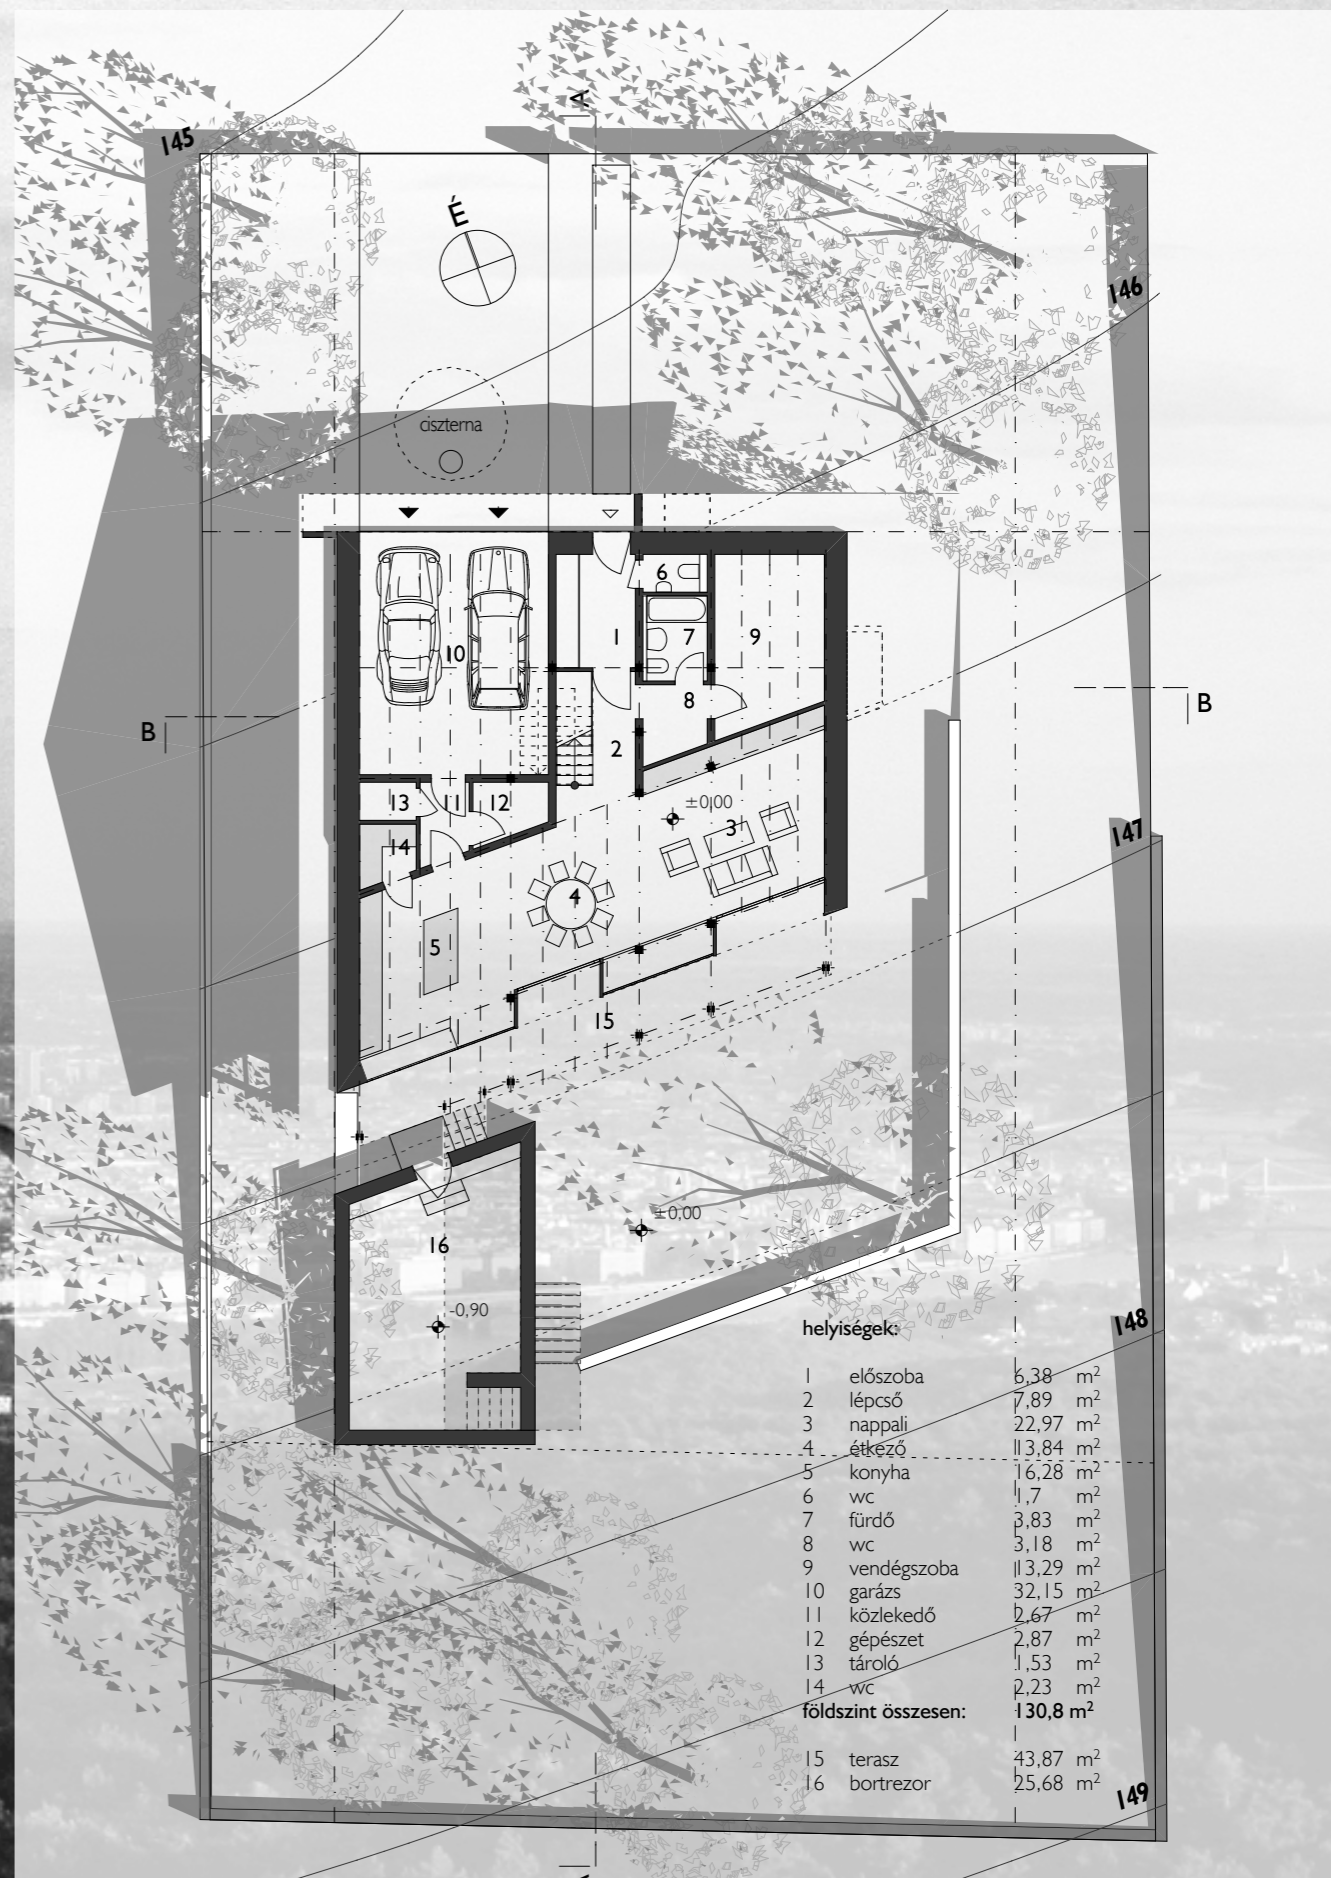 A
145
É
146
ciszterna
6
1
7
9
10
8
B
B
2
13
11
12
±0,00
3
147
14
4
5
15
±0,00
16
-0,90
148
helyiségek:
1 előszoba 6,38 m²
2 lépcső 7,89 m²
3 nappali 22,97 m²
4 étkező 13,84 m²
5 konyha 16,28 m²
6 wc 1,7 m²
7 fürdő 3,83 m²
8 wc 3,18 m²
9 vendégszoba 13,29 m²
10 garázs 32,15 m²
11 közlekedő 2,67 m²
12 gépészet 2,87 m²
13 tároló 1,53 m²
14 wc 2,23 m²
földszint összesen: 130,8 m²
15 terasz 43,87 m²
16 bortrezor 25,68 m²
149